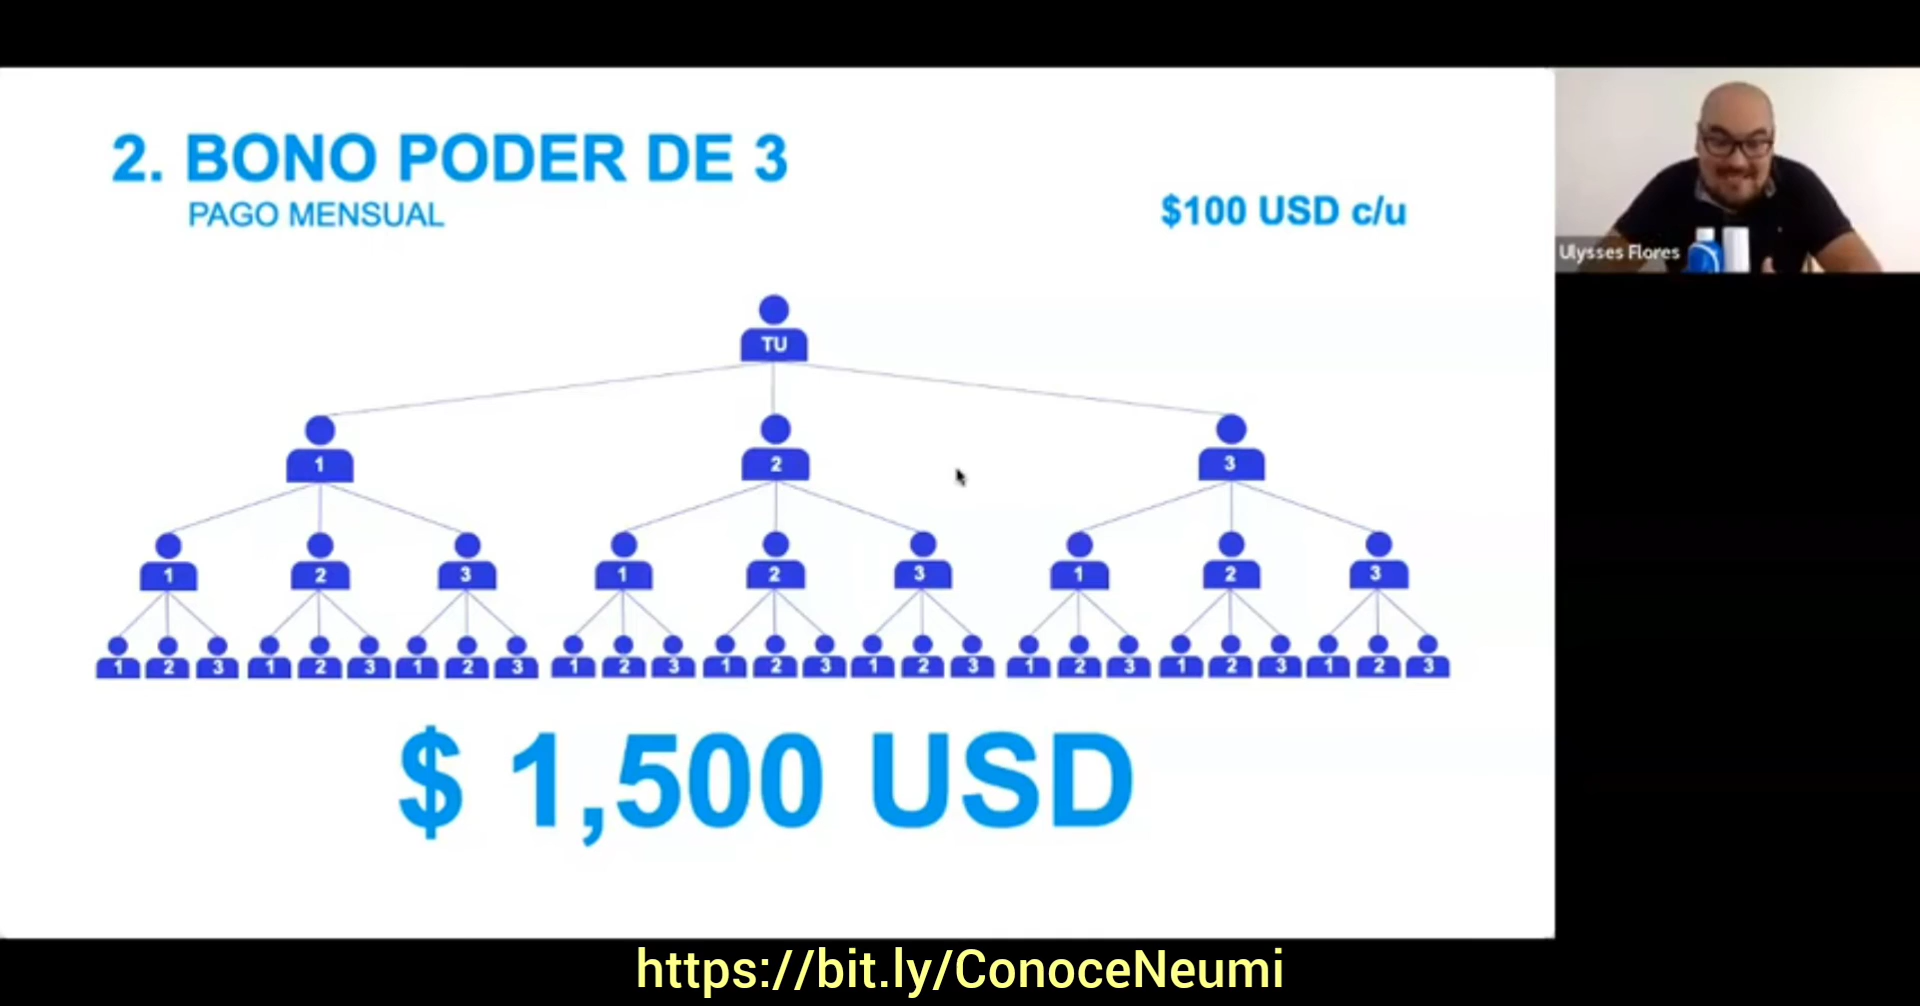 2. BONO PODER DE 3
PAGO MENSUAL
$100 USD c/u
Ulysses Flores
TU
1 2 3
1 2 3 1 2 3 1 2 3
1 2 3 1 2 3 1 2 3 1 2 3 1 2 3 1 2 3 1 2 3 1 2 3 1 2 3
$ 1,500 USD
https://bit.ly/ConoceNeumi